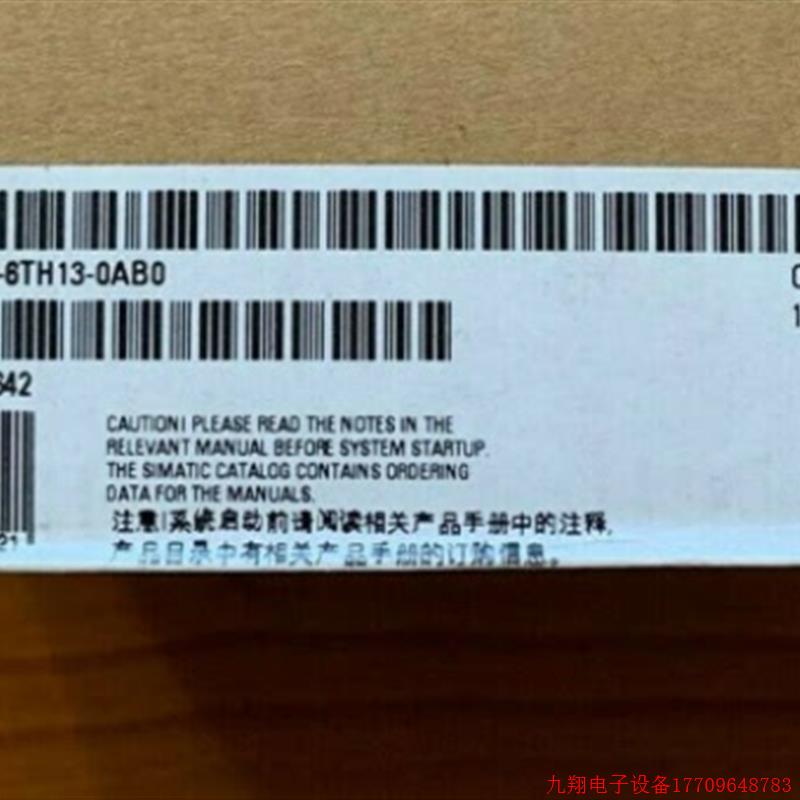 -6TH13-0AB0
642
CAUTION! PLEASE READ THE NOTES IN THE
RELEVANT MANUAL BEFORE SYSTEM STARTUP.
THE SIMATIC CATALOG CONTAINS ORDERING
DATA FOR THE MANUALS.
注意!系统启动前请阅读相关产品手册中的注释,
产品目录中有相关产品手册的订购信息。
21
九翔电子设备17709648783